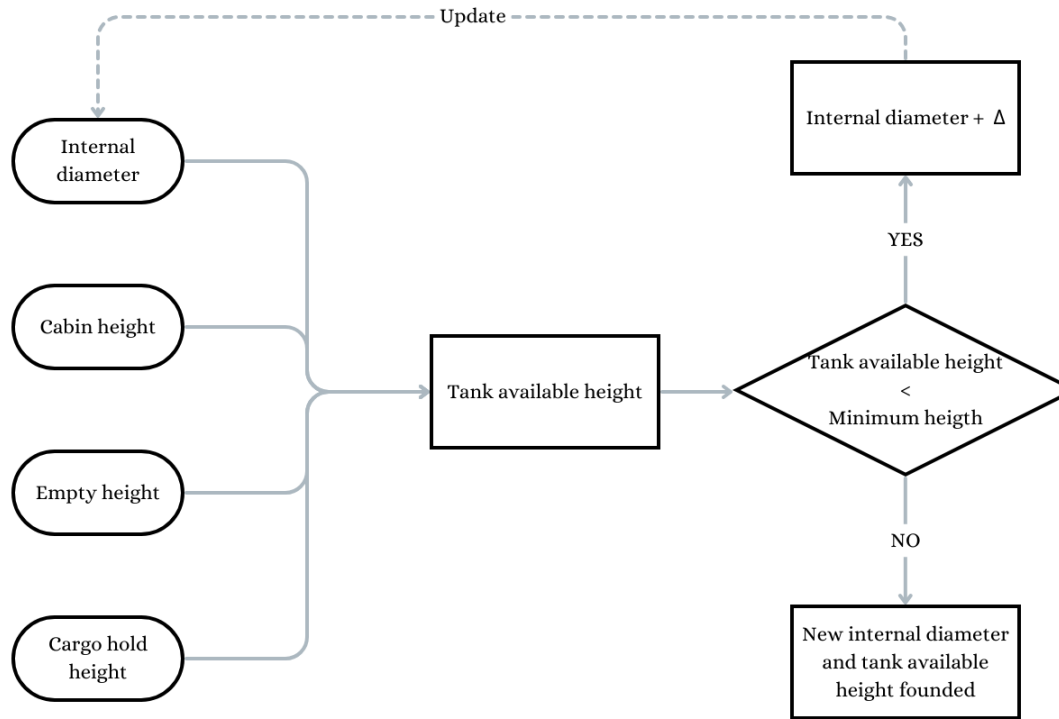 Update
Internal
diameter
Cabin height
Empty height
Cargo hold
height
Tank available height
Internal diameter + Δ
YES
Tank available height
<
Minimum heigth
NO
New internal diameter
and tank available
height founded